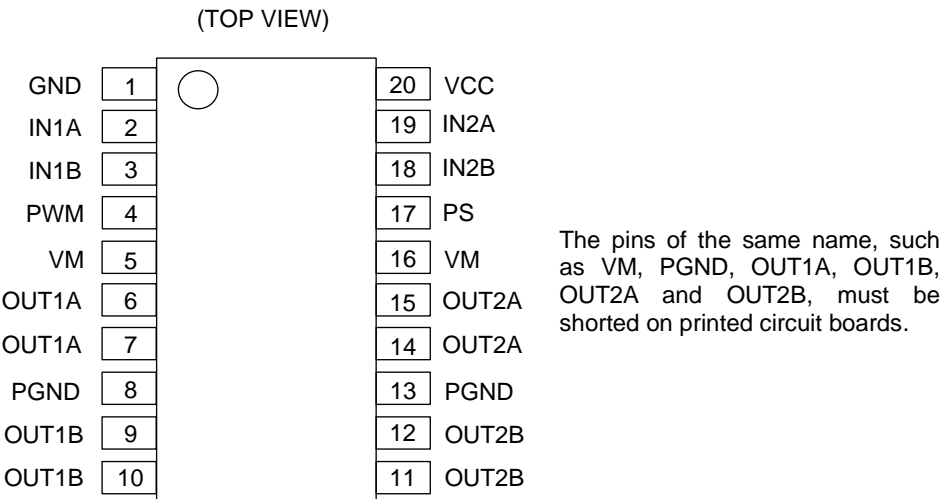 (TOP VIEW)
GND 1 20 VCC
IN1A 2 19 IN2A
IN1B 3 18 IN2B
PWM 4 17 PS
VM 5 16 VM
OUT1A 6 15 OUT2A
OUT1A 7 14 OUT2A
PGND 8 13 PGND
OUT1B 9 12 OUT2B
OUT1B 10 11 OUT2B
The pins of the same name, such
as VM, PGND, OUT1A, OUT1B,
OUT2A and OUT2B, must be
shorted on printed circuit boards.